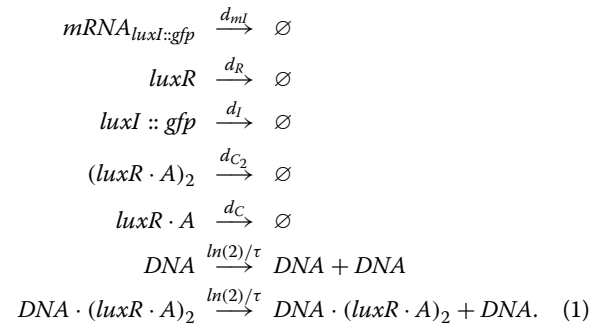 mRNA_{luxI::gfp} \xrightarrow{d_{mI}} ∅
luxR \xrightarrow{d_R} ∅
luxI :: gfp \xrightarrow{d_I} ∅
(luxR · A)_2 \xrightarrow{d_{C_2}} ∅
luxR · A \xrightarrow{d_C} ∅
DNA \xrightarrow{ln(2)/τ} DNA + DNA
DNA · (luxR · A)_2 \xrightarrow{ln(2)/τ} DNA · (luxR · A)_2 + DNA. (1)